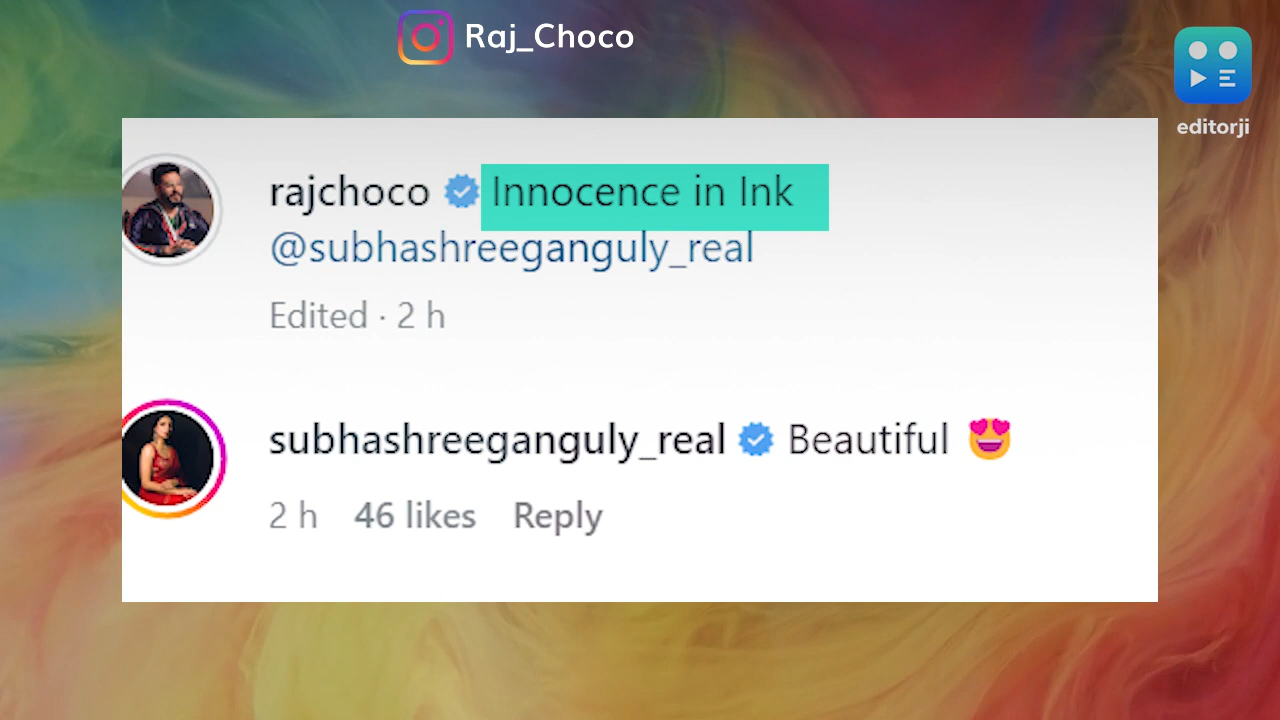 Raj_Choco
editorji
rajchoco Innocence in Ink
@subhashreeganguly_real
Edited · 2 h
subhashreeganguly_real Beautiful 😍
2 h 46 likes Reply